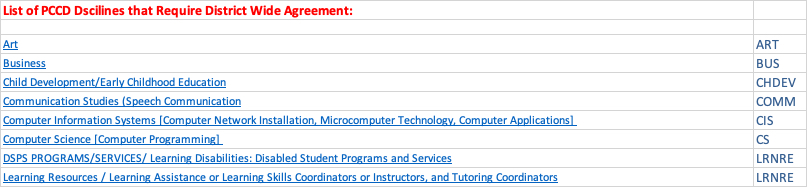 List of PCCD Dscilines that Require District Wide Agreement:
Art ART
Business BUS
Child Development/Early Childhood Education CHDEV
Communication Studies (Speech Communication COMM
Computer Information Systems [Computer Network Installation, Microcomputer Technology, Computer Applications] CIS
Computer Science [Computer Programming] CS
DSPS PROGRAMS/SERVICES/ Learning Disabilities: Disabled Student Programs and Services LRNRE
Learning Resources / Learning Assistance or Learning Skills Coordinators or Instructors, and Tutoring Coordinators LRNRE